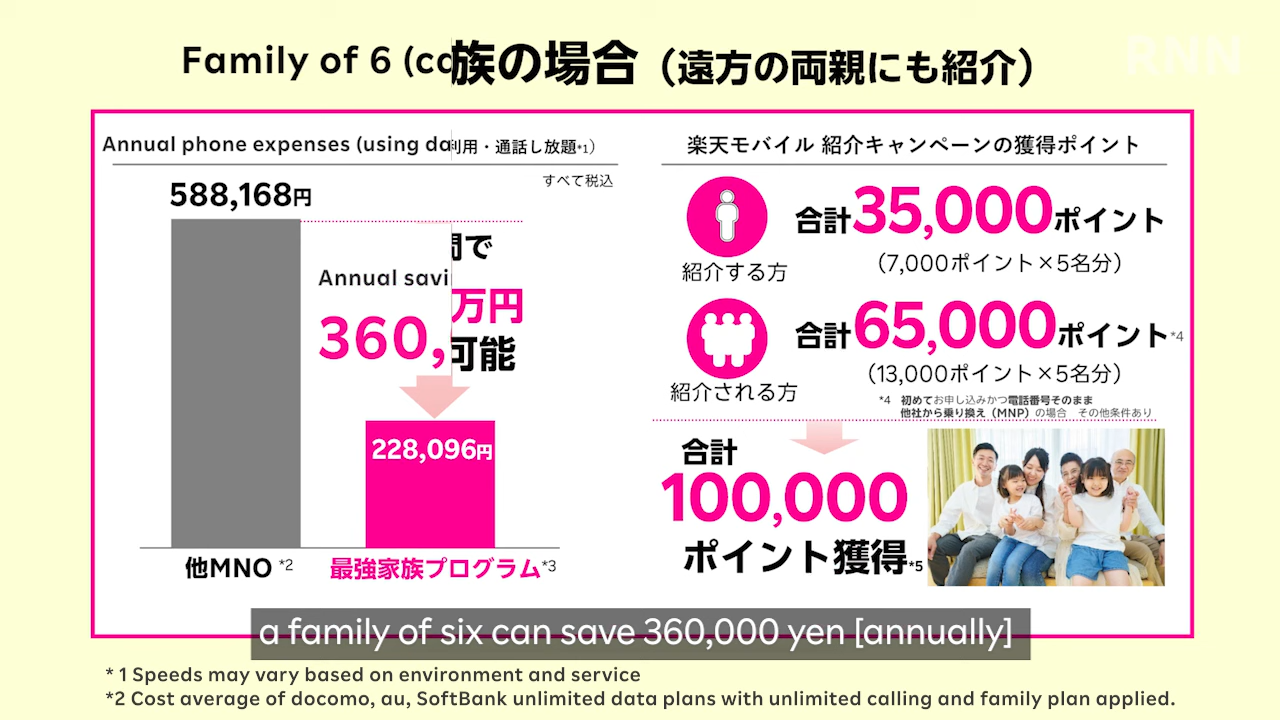 RNN
Family of 6 (co族の場合（遠方の両親にも紹介）
Annual phone expenses (using da利用・通話し放題*1）
すべて税込
588,168円
間で
Annual savi
万円
360,
可能
228,096円
他MNO *2
最強家族プログラム*3
楽天モバイル 紹介キャンペーンの獲得ポイント
紹介する方
合計35,000ポイント
（7,000ポイント×5名分）
紹介される方
合計65,000ポイント*4
（13,000ポイント×5名分）
*4 初めてお申し込みかつ電話番号そのまま
他社から乗り換え（MNP）の場合 その他条件あり
合計
100,000
ポイント獲得*5
a family of six can save 360,000 yen [annually]
* 1 Speeds may vary based on environment and service
*2 Cost average of docomo, au, SoftBank unlimited data plans with unlimited calling and family plan applied.